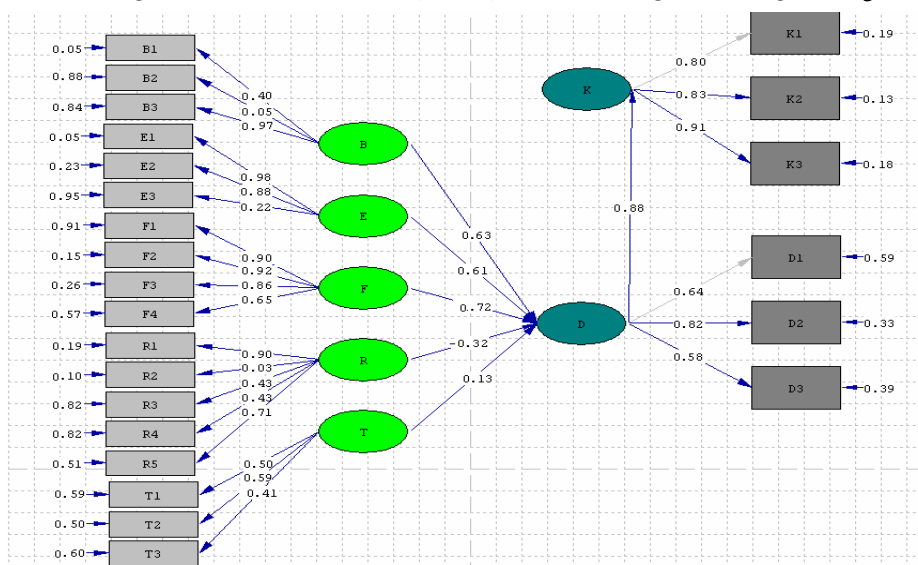 0.05 B1
0.88 B2
0.84 B3
0.05 E1
0.23 E2
0.95 E3
0.91 F1
0.15 F2
0.26 F3
0.57 F4
0.19 R1
0.10 R2
0.82 R3
0.82 R4
0.51 R5
0.59 T1
0.50 T2
0.60 T3
0.40
0.05
0.97
0.98
0.88
0.22
0.90
0.92
0.86
0.65
0.90
0.03
0.43
0.43
0.71
0.50
0.59
0.41
B
E
F
R
T
0.63
0.61
0.72
-0.32
0.13
K
0.88
D
0.80
0.83
0.91
0.64
0.82
0.58
K1 0.19
K2 0.13
K3 0.18
D1 0.59
D2 0.33
D3 0.39